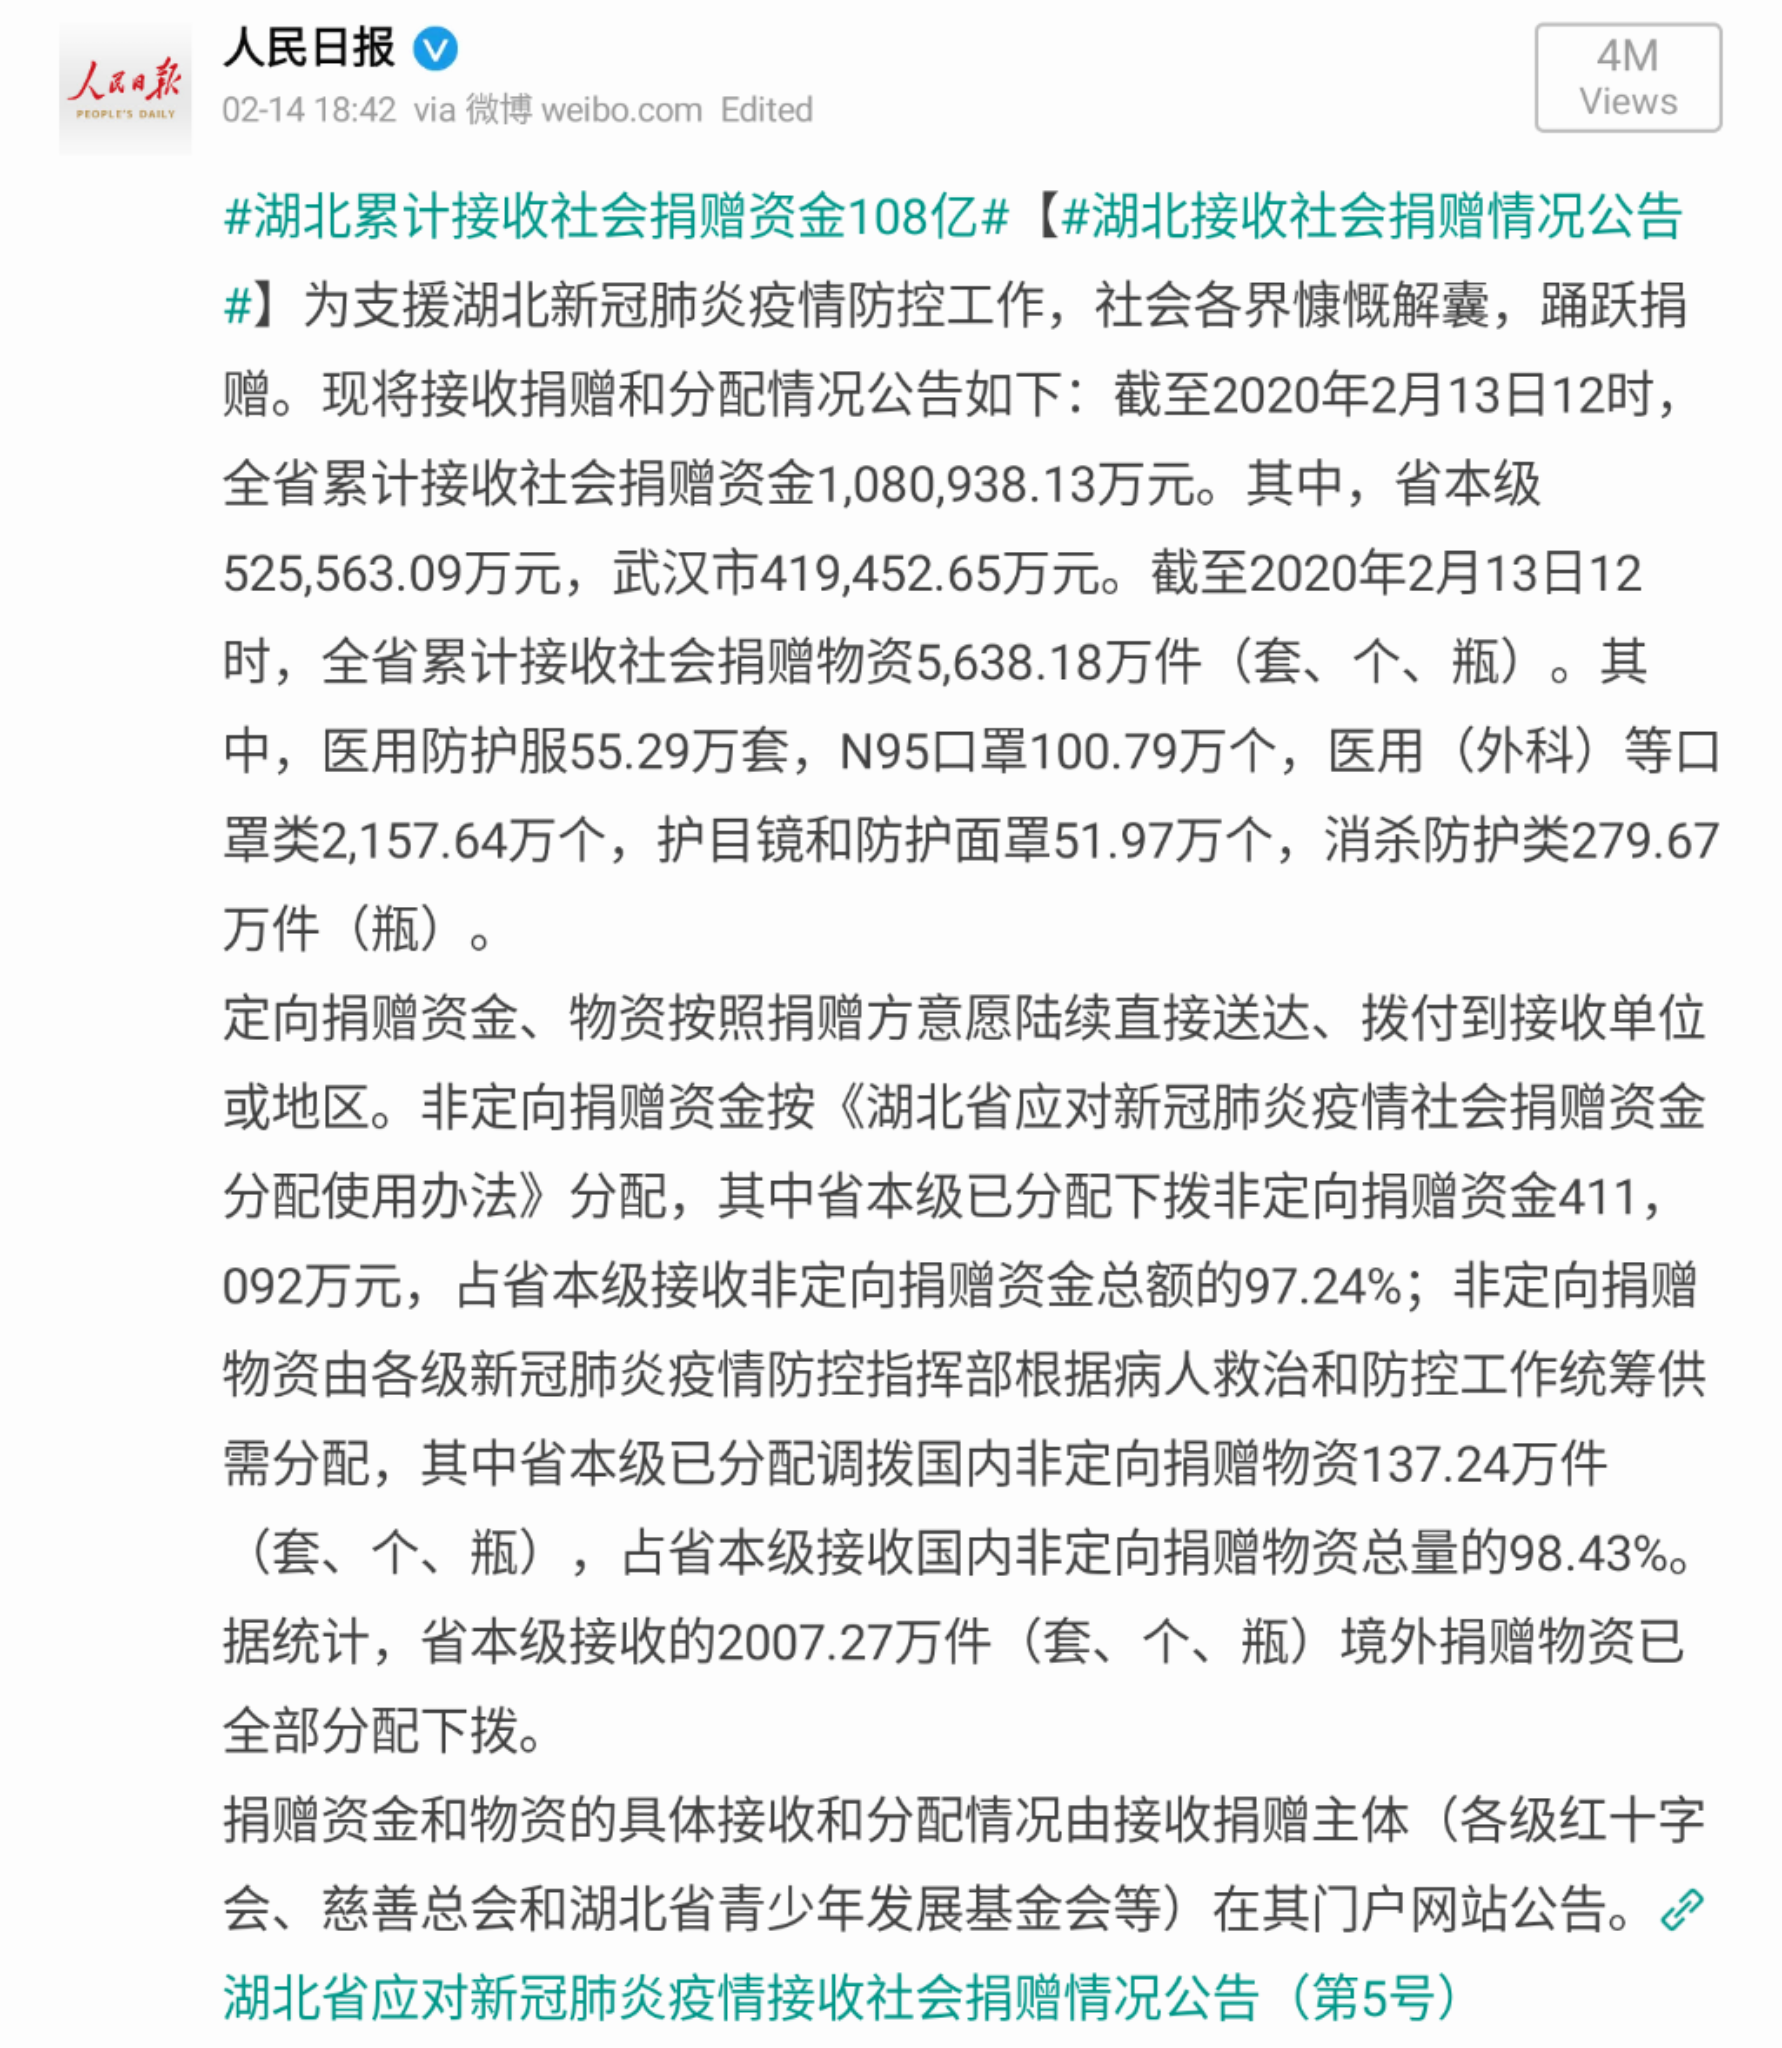 人民日报
PEOPLE'S DAILY
人民日报
02-14 18:42 via 微博 weibo.com Edited
4M
Views
#湖北累计接收社会捐赠资金108亿#【#湖北接收社会捐赠情况公告
#】为支援湖北新冠肺炎疫情防控工作，社会各界慷慨解囊，踊跃捐
赠。现将接收捐赠和分配情况公告如下：截至2020年2月13日12时，
全省累计接收社会捐赠资金1,080,938.13万元。其中，省本级
525,563.09万元，武汉市419,452.65万元。截至2020年2月13日12
时，全省累计接收社会捐赠物资5,638.18万件（套、个、瓶）。其
中，医用防护服55.29万套，N95口罩100.79万个，医用（外科）等口
罩类2,157.64万个，护目镜和防护面罩51.97万个，消杀防护类279.67
万件（瓶）。
定向捐赠资金、物资按照捐赠方意愿陆续直接送达、拨付到接收单位
或地区。非定向捐赠资金按《湖北省应对新冠肺炎疫情社会捐赠资金
分配使用办法》分配，其中省本级已分配下拨非定向捐赠资金411，
092万元，占省本级接收非定向捐赠资金总额的97.24%；非定向捐赠
物资由各级新冠肺炎疫情防控指挥部根据病人救治和防控工作统筹供
需分配，其中省本级已分配调拨国内非定向捐赠物资137.24万件
（套、个、瓶），占省本级接收国内非定向捐赠物资总量的98.43%。
据统计，省本级接收的2007.27万件（套、个、瓶）境外捐赠物资已
全部分配下拨。
捐赠资金和物资的具体接收和分配情况由接收捐赠主体（各级红十字
会、慈善总会和湖北省青少年发展基金会等）在其门户网站公告。
湖北省应对新冠肺炎疫情接收社会捐赠情况公告（第5号）